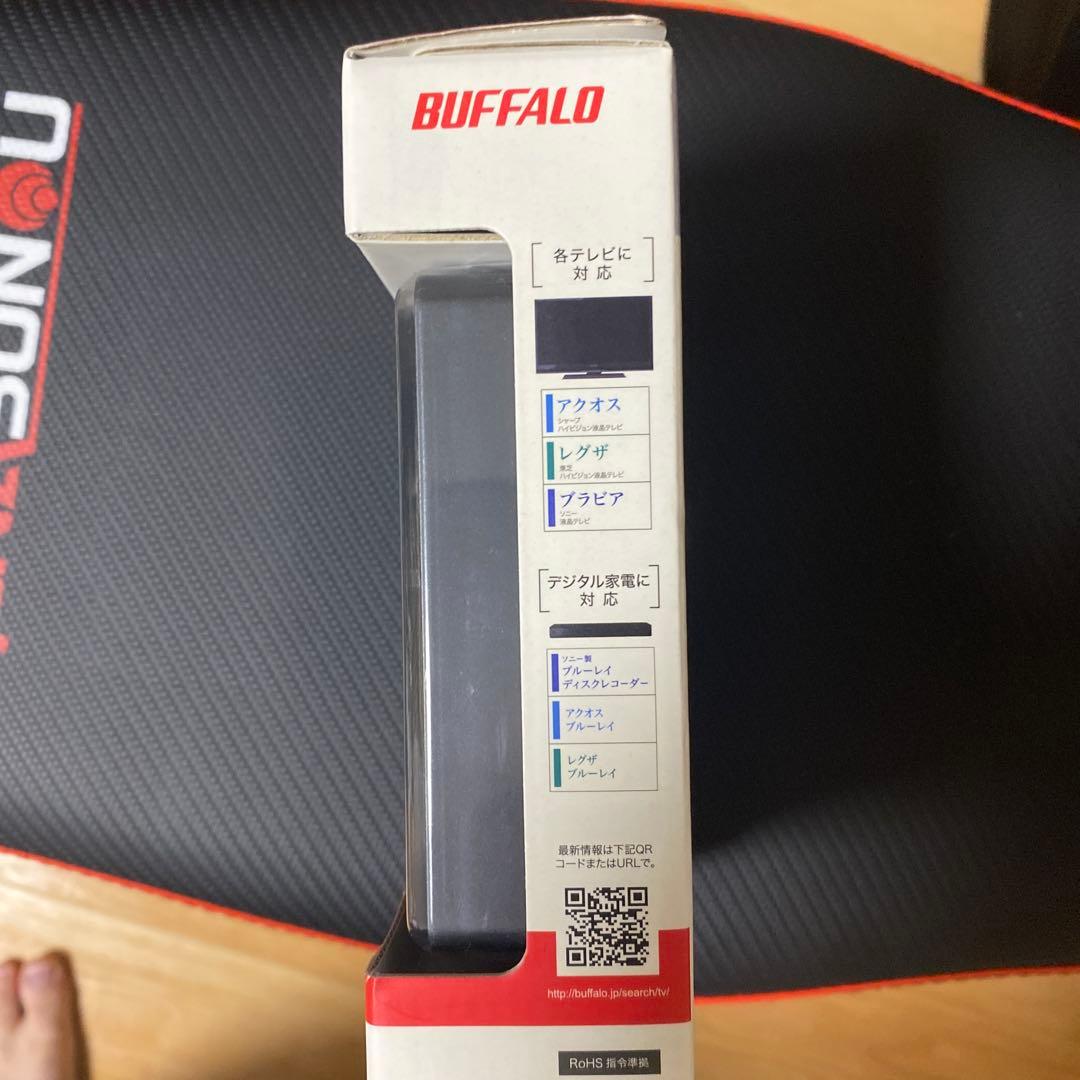 BUFFALO
各テレビに
対応
アクオス
シャープ
ハイビジョン液晶テレビ
レグザ
東芝
ハイビジョン液晶テレビ
ブラビア
ソニー
液晶テレビ
デジタル家電に
対応
ソニー製
ブルーレイ
ディスクレコーダー
アクオス
ブルーレイ
レグザ
ブルーレイ
最新情報は下記QR
コードまたはURLで。
http://buffalo.jp/search/tv/
RoHS 指令準拠